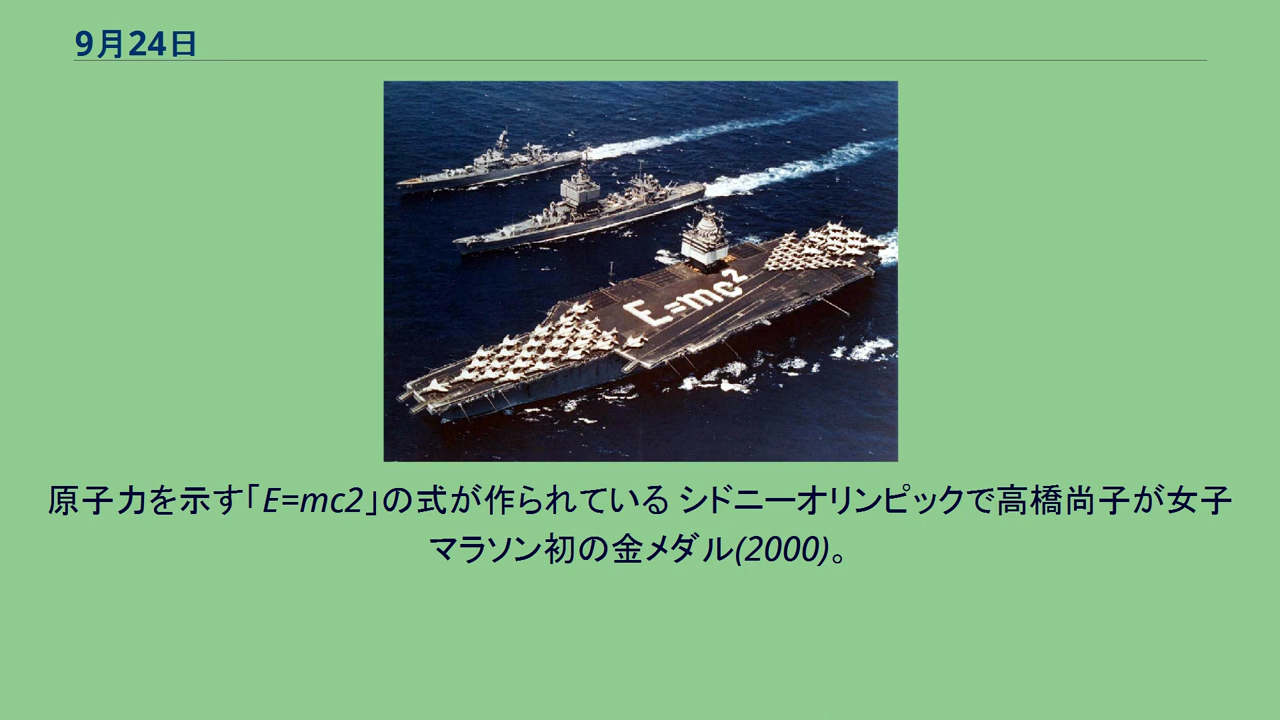 9月24日
E=mc²
原子力を示す「E=mc2」の式が作られている シドニーオリンピックで高橋尚子が女子
マラソン初の金メダル(2000)。